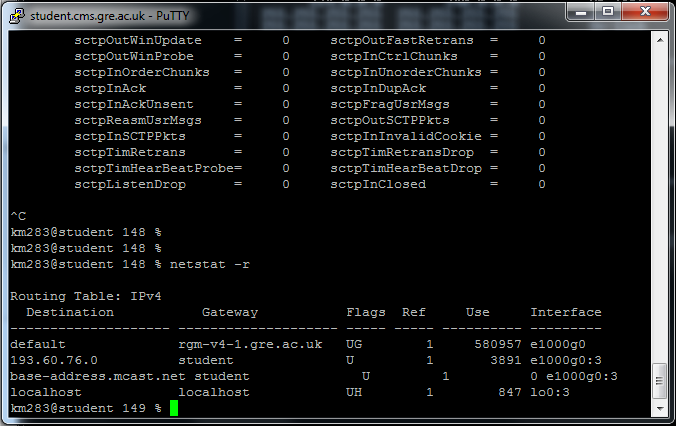 student.cms.gre.ac.uk - PuTTY
sctpOutWinUpdate    =     0     sctpOutFastRetrans  =     0
sctpOutWinProbe     =     0     sctpInCtrlChunks    =     0
sctpInOrderChunks   =     0     sctpInUnorderChunks =     0
sctpInAck           =     0     sctpInDupAck        =     0
sctpInAckUnsent     =     0     sctpFragUsrMsgs     =     0
sctpReasmUsrMsgs    =     0     sctpOutSCTPPkts     =     0
sctpInSCTPPkts      =     0     sctpInInvalidCookie =     0
sctpTimRetrans      =     0     sctpTimRetransDrop  =     0
sctpTimHearBeatProbe=     0     sctpTimHearBeatDrop =     0
sctpListenDrop      =     0     sctpInClosed        =     0
^C
km283@student 148 %
km283@student 148 %
km283@student 148 % netstat -r
Routing Table: IPv4
  Destination           Gateway           Flags  Ref     Use     Interface
-------------------- -------------------- ----- ----- ---------- ---------
default              rgm-v4-1.gre.ac.uk   UG        1     580957 e1000g0
193.60.76.0          student              U         1       3891 e1000g0:3
base-address.mcast.net student              U         1          0 e1000g0:3
localhost            localhost            UH        1        847 lo0:3
km283@student 149 %